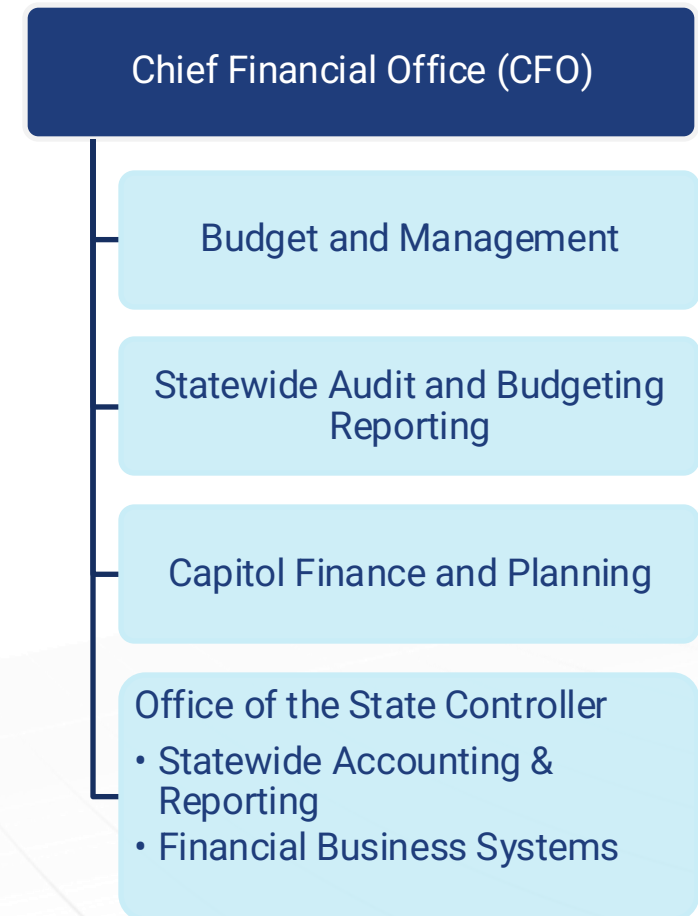 Chief Financial Office (CFO)
Budget and Management
Statewide Audit and Budgeting
Reporting
Capitol Finance and Planning
Office of the State Controller
• Statewide Accounting &
Reporting
• Financial Business Systems